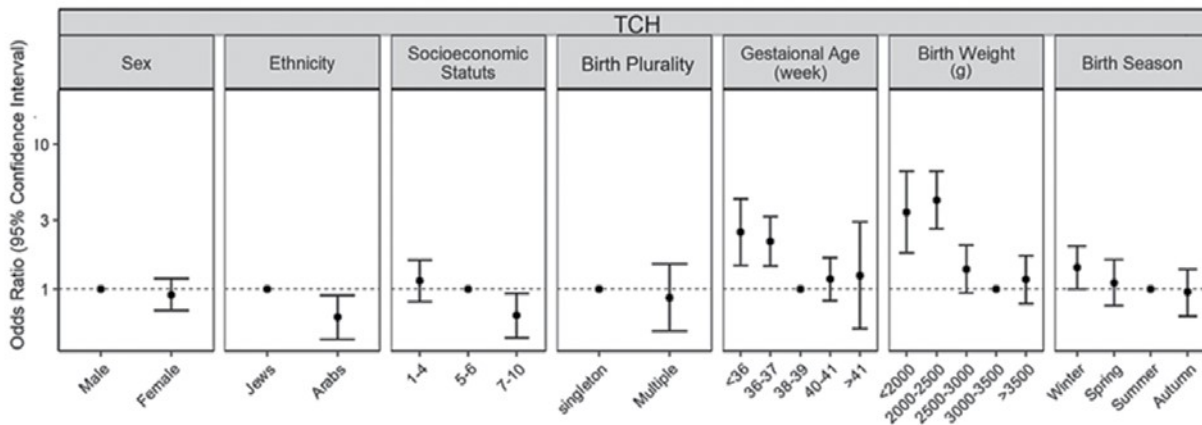 TCH
Sex
Ethnicity
Socioeconomic
Statuts
Birth Plurality
Gestaional Age
(week)
Birth Weight
(g)
Birth Season
Odds Ratio (95% Confidence Interval)
10
3
1
Male
Female
Jews
Arabs
1-4
5-6
7-10
singleton
Multiple
<36
36-37
38-39
40-41
>41
<2000
2000-2500
2500-3000
3000-3500
>3500
Winter
Spring
Summer
Autumn